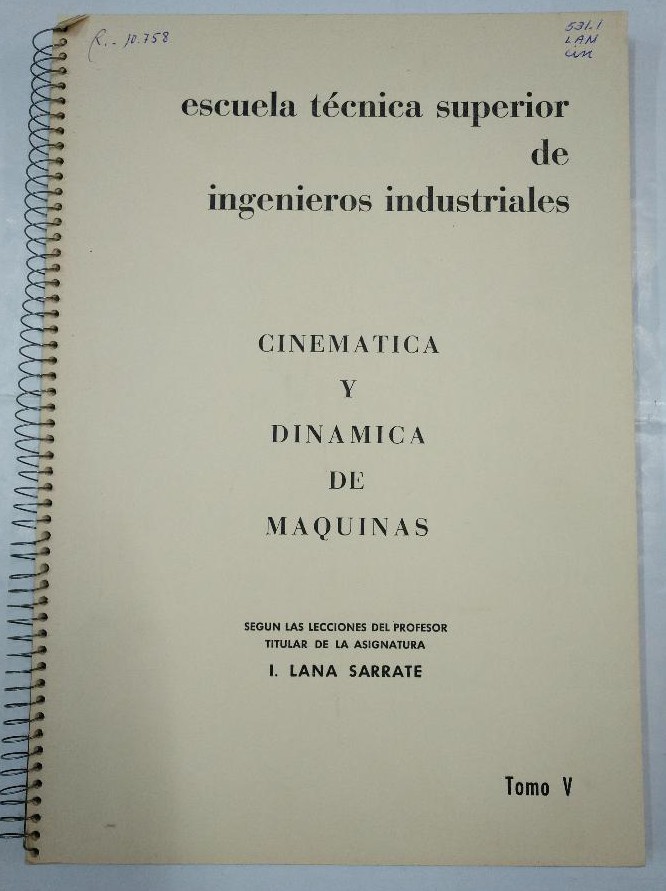 R.- 10.758
531.1
LAN
cin
escuela técnica superior
de
ingenieros industriales
CINEMATICA
Y
DINAMICA
DE
MAQUINAS
SEGUN LAS LECCIONES DEL PROFESOR
TITULAR DE LA ASIGNATURA
I. LANA SARRATE
Tomo V